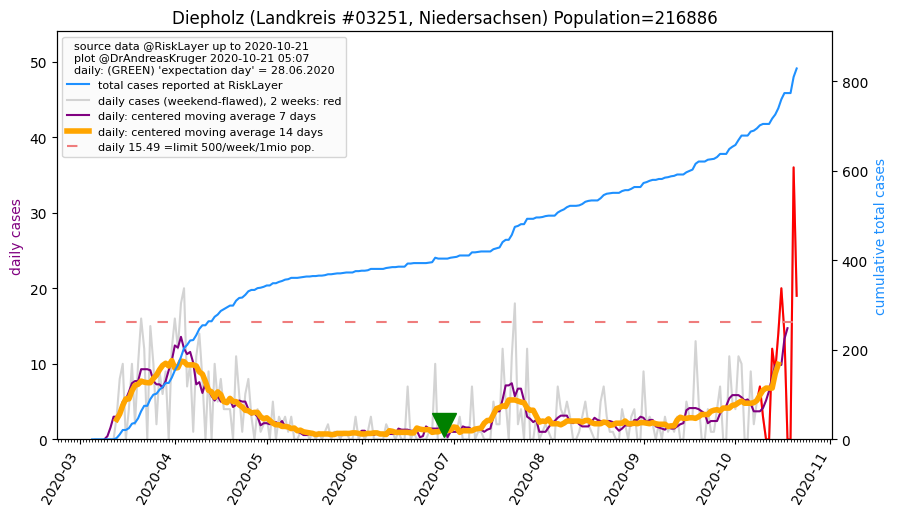 Diepholz (Landkreis #03251, Niedersachsen) Population=216886
source data @RiskLayer up to 2020-10-21
plot @DrAndreasKruger 2020-10-21 05:07
daily: (GREEN) 'expectation day' = 28.06.2020
total cases reported at RiskLayer
daily cases (weekend-flawed), 2 weeks: red
daily: centered moving average 7 days
daily: centered moving average 14 days
daily 15.49 =limit 500/week/1mio pop.
daily cases
50
40
30
20
10
0
cumulative total cases
800
600
400
200
0
2020-03
2020-04
2020-05
2020-06
2020-07
2020-08
2020-09
2020-10
2020-11